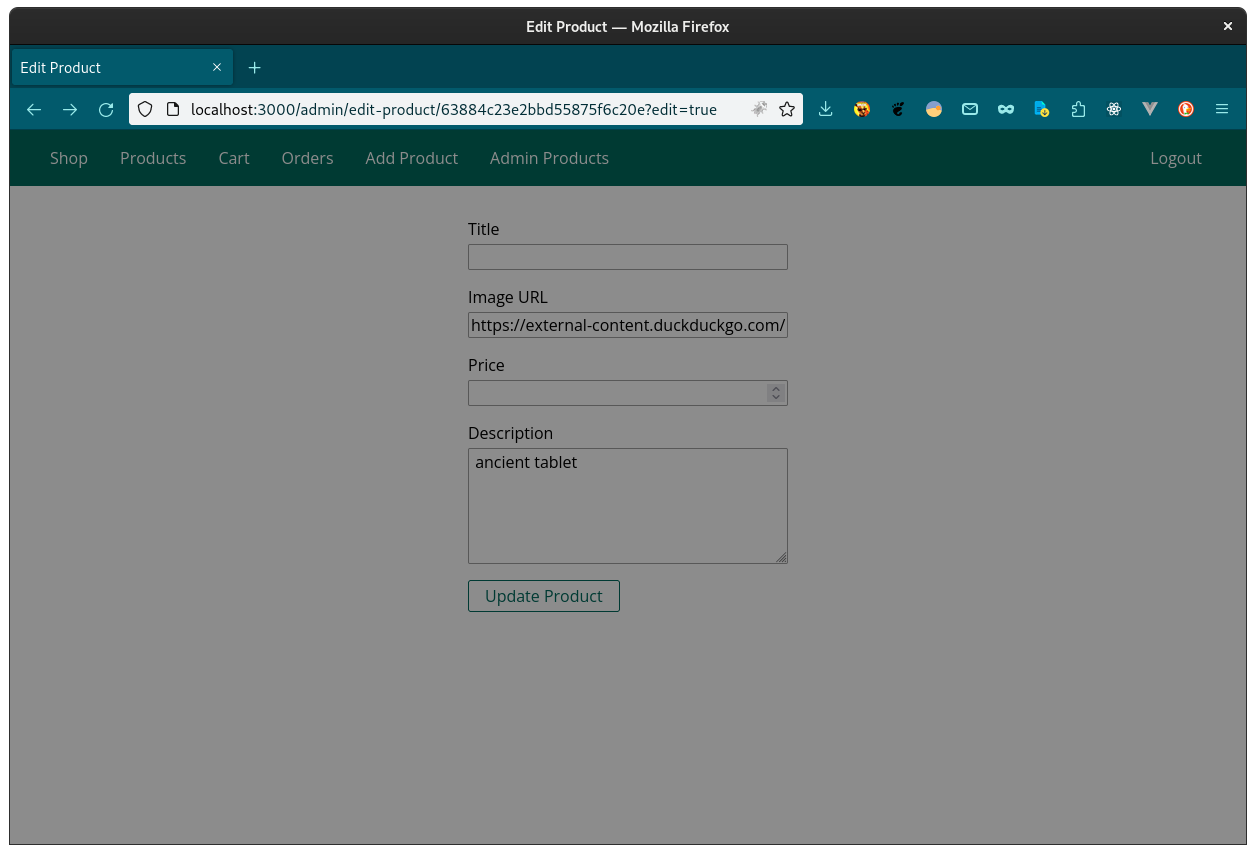 Edit Product — Mozilla Firefox
Edit Product
localhost:3000/admin/edit-product/63884c23e2bbd55875f6c20e?edit=true
Shop Products Cart Orders Add Product Admin Products Logout
Title
Image URL
https://external-content.duckduckgo.com/
Price
Description
ancient tablet
Update Product